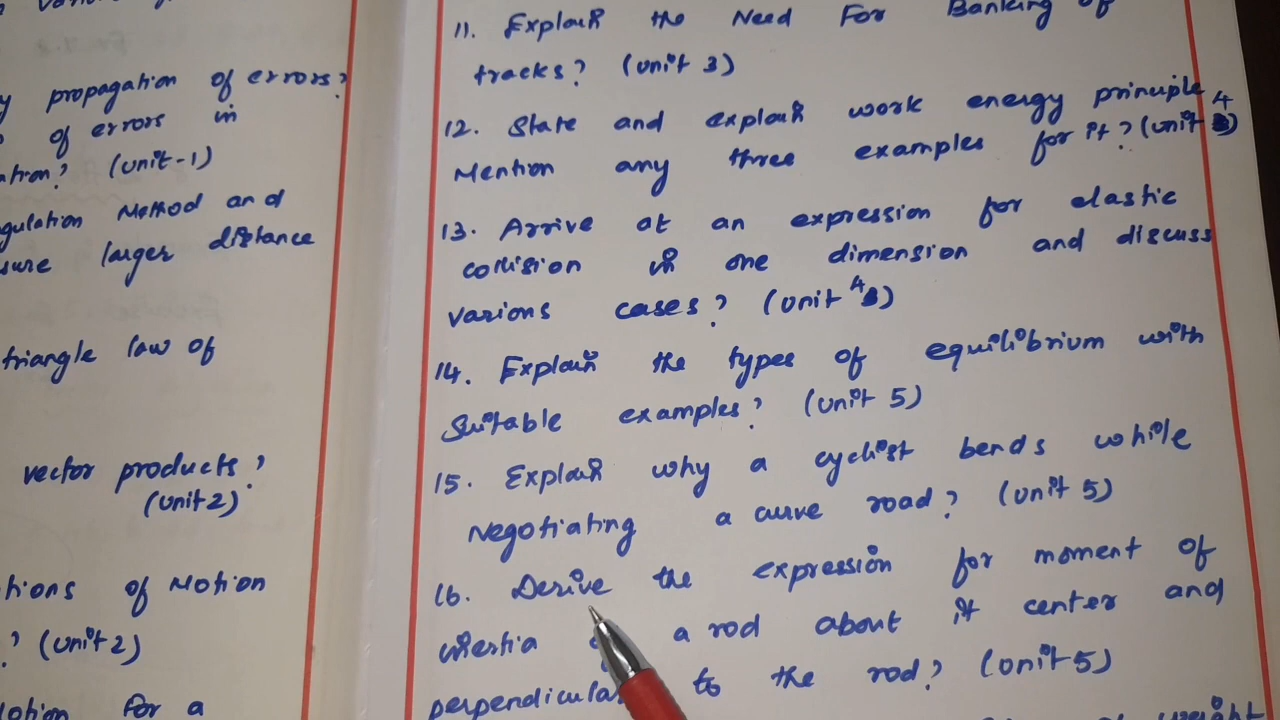 propagation of errors?
of errors in
(unit-1)
Method and
larger distance
triangle law of
vector products?
(unit 2)
of Motion
? (unit 2)
for a
11. Explain the Need For Banking of
tracks? (unit 3)
12. State and explain work energy principle
Mention any three examples for it? (unit 4)
13. Arrive at an expression for elastic
collision in one dimension and discuss
various cases? (unit 4)
14. Explain the types of equilibrium with
Suitable examples? (unit 5)
15. Explain why a cyclist bends while
Negotiating a curve road? (unit 5)
16. Derive the expression for moment of
inertia a rod about it center and
perpendicular to the rod? (unit 5)